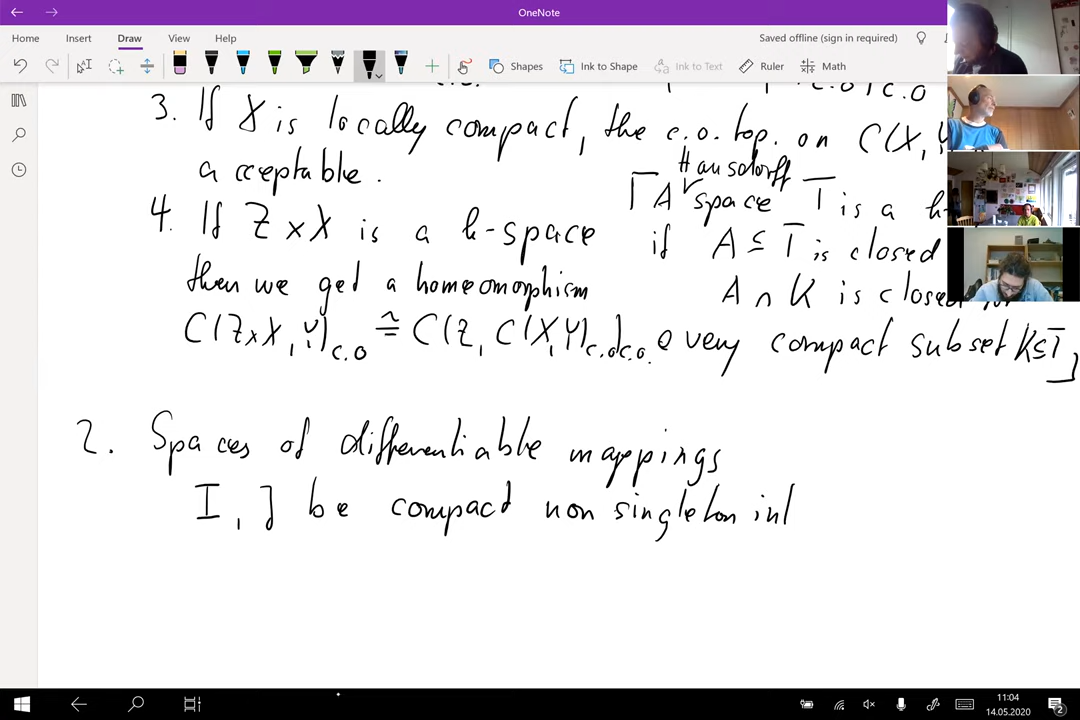 OneNote
Home Insert Draw View Help
Saved offline (sign in required)
Shapes Ink to Shape Ink to Text Ruler Math
c.o) c.o
3. If X is locally compact, the c.o. top. on C(X, Y
acceptable.
Hausdorff
⌈A space T is a k-
4. If Z × X is a k-space
if A ⊆ T is closed
then we get a homeomorphism
A ∩ K is closed for
C(Z×X, Y)c.o ≅ C(Z, C(X,Y)c.o)c.o.
every compact subset K⊆T⌋
2. Spaces of differentiable mappings
I, J be compact non singleton int
11:04
14.05.2020
2